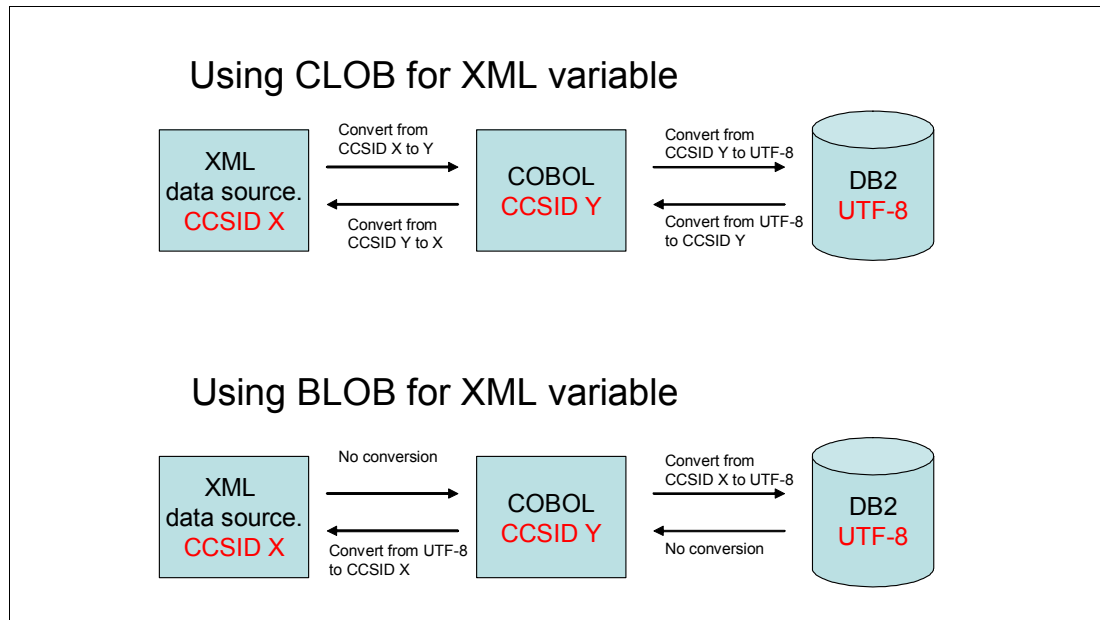 Using CLOB for XML variable
XML
data source.
CCSID X
Convert from
CCSID X to Y
Convert from
CCSID Y to X
COBOL
CCSID Y
Convert from
CCSID Y to UTF-8
Convert from UTF-8
to CCSID Y
DB2
UTF-8
Using BLOB for XML variable
XML
data source.
CCSID X
No conversion
Convert from UTF-8
to CCSID X
COBOL
CCSID Y
Convert from
CCSID X to UTF-8
No conversion
DB2
UTF-8